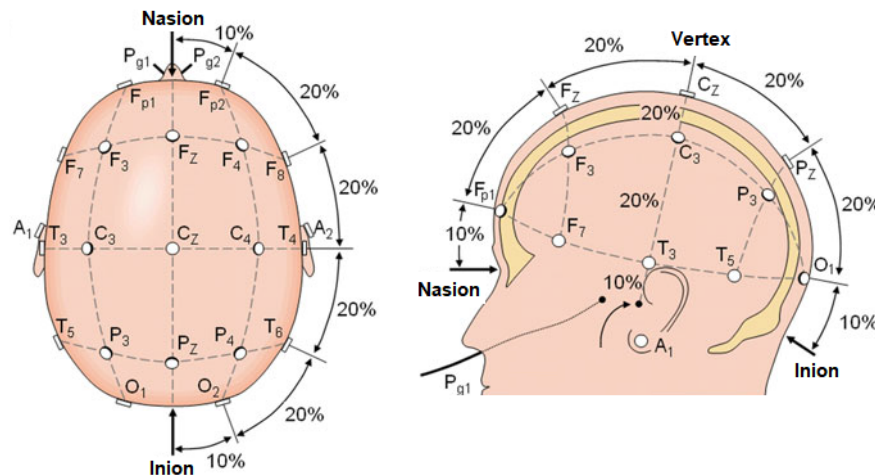 Nasion
10%
Pg1 Pg2
Fp1 Fp2
20%
F7 F3 FZ F4 F8
20%
A1 A2
T3 C3 CZ C4 T4
20%
T5 P3 PZ P4 T6
O1 O2
20%
10%
Inion
Vertex
20%
CZ
FZ
20%
20%
20%
C3
F3
PZ
Fp1
P3
20%
20%
10%
F7
T3
T5
O1
Nasion
10%
10%
A1
Inion
Pg1